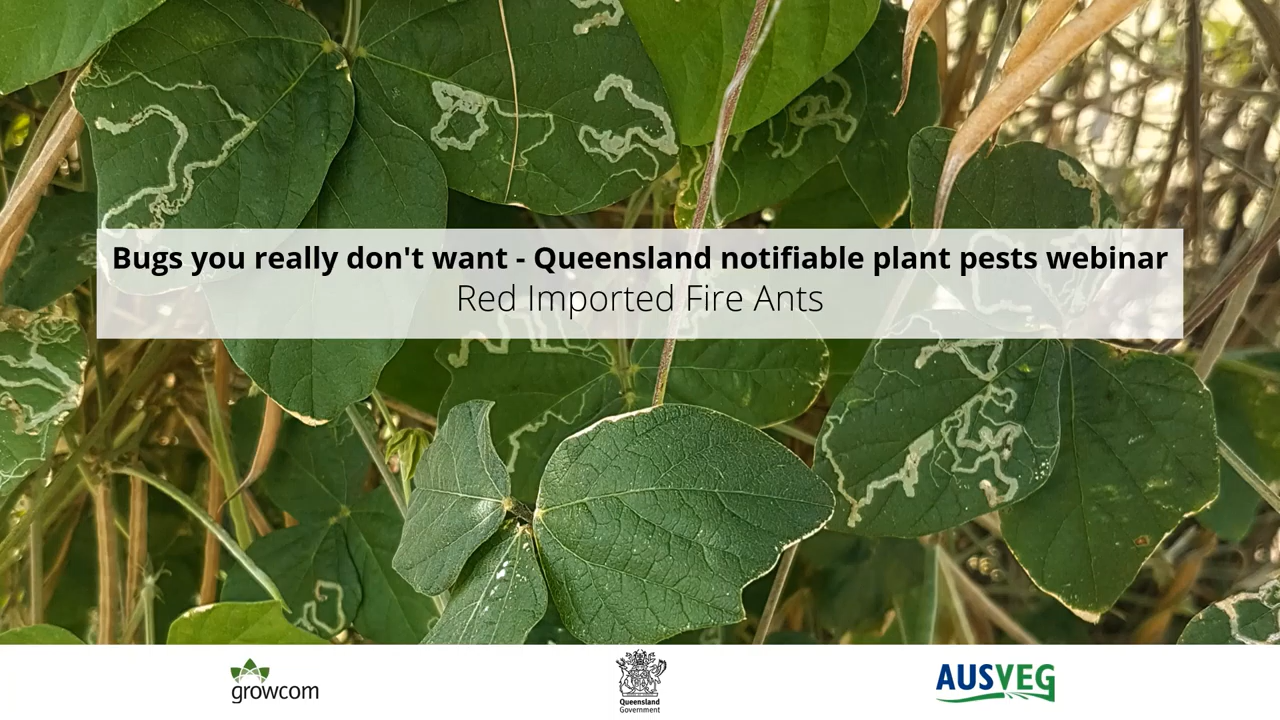 Bugs you really don't want - Queensland notifiable plant pests webinar
Red Imported Fire Ants
growcom
Queensland
Government
AUSVEG